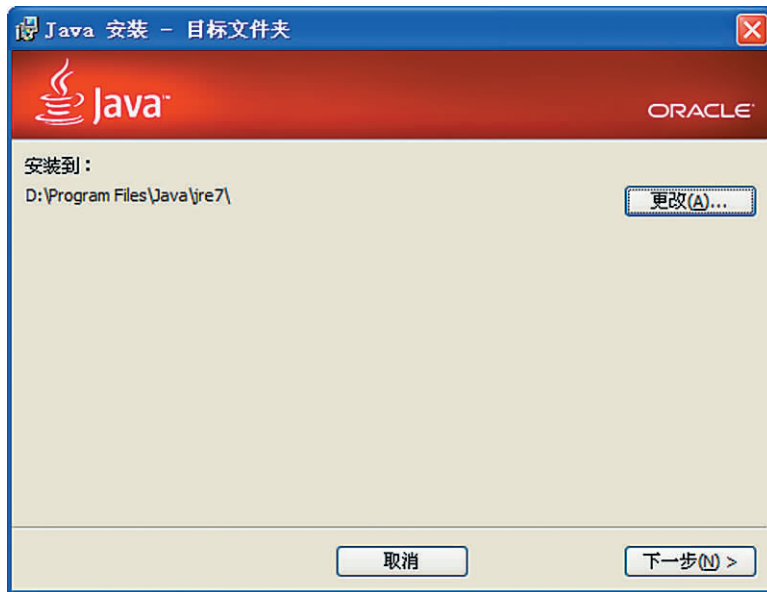 Java 安装 - 目标文件夹
Java™
ORACLE®
安装到：
D:\Program Files\Java\jre7\
更改(A)...
取消
下一步(N) >